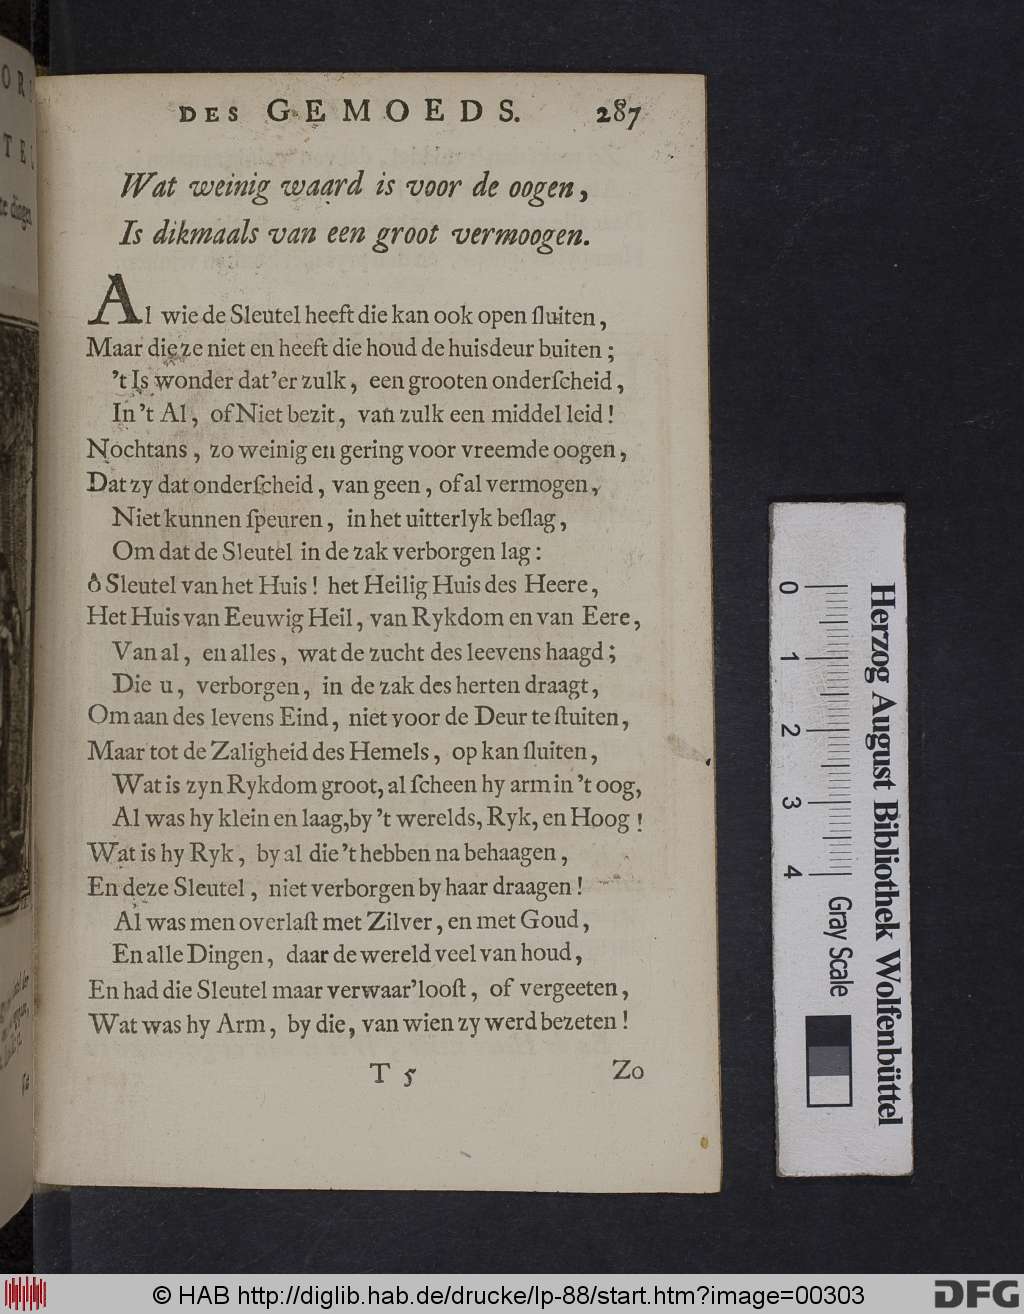 DES GEMOEDS. 287
Wat weinig waard is voor de oogen,
Is dikmaals van een groot vermoogen.
Al wie de Sleutel heeft die kan ook open ſluiten,
Maar die ze niet en heeft die houd de huisdeur buiten;
't Is wonder dat'er zulk, een grooten onderſcheid,
In 't Al, of Niet bezit, van zulk een middel leid!
Nochtans, zo weinig en gering voor vreemde oogen,
Dat zy dat onderſcheid, van geen, of al vermogen,
Niet kunnen ſpeuren, in het uitterlyk beſlag,
Om dat de Sleutel in de zak verborgen lag:
ô Sleutel van het Huis! het Heilig Huis des Heere,
Het Huis van Eeuwig Heil, van Rykdom en van Eere,
Van al, en alles, wat de zucht des leevens haagd;
Die u, verborgen, in de zak des herten draagt,
Om aan des levens Eind, niet voor de Deur te ſtuiten,
Maar tot de Zaligheid des Hemels, op kan ſluiten,
Wat is zyn Rykdom groot, al ſcheen hy arm in 't oog,
Al was hy klein en laag, by 't werelds, Ryk, en Hoog!
Wat is hy Ryk, by al die 't hebben na behaagen,
En deze Sleutel, niet verborgen by haar draagen!
Al was men overlaſt met Zilver, en met Goud,
En alle Dingen, daar de wereld veel van houd,
En had die Sleutel maar verwaar'looſt, of vergeeten,
Wat was hy Arm, by die, van wien zy werd bezeten!
T 5 Zo
0 1 2 3 4
Gray Scale
Herzog August Bibliothek Wolfenbüttel
© HAB http://diglib.hab.de/drucke/lp-88/start.htm?image=00303
DFG